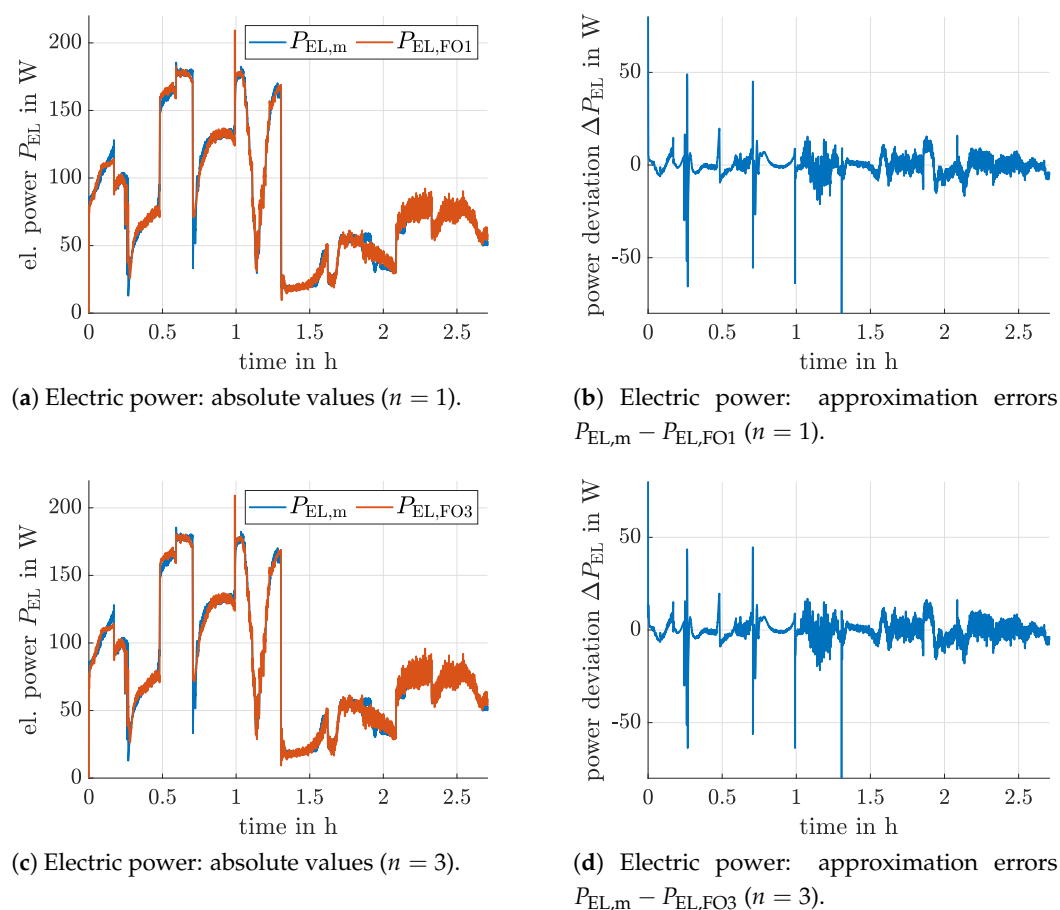 P_EL,m P_EL,FO1
el. power P_EL in W
200
150
100
50
0
0 0.5 1 1.5 2 2.5
time in h
(a) Electric power: absolute values (n = 1).
power deviation ΔP_EL in W
50
0
-50
0 0.5 1 1.5 2 2.5
time in h
(b) Electric power: approximation errors
P_EL,m − P_EL,FO1 (n = 1).
P_EL,m P_EL,FO3
el. power P_EL in W
200
150
100
50
0
0 0.5 1 1.5 2 2.5
time in h
(c) Electric power: absolute values (n = 3).
power deviation ΔP_EL in W
50
0
-50
0 0.5 1 1.5 2 2.5
time in h
(d) Electric power: approximation errors
P_EL,m − P_EL,FO3 (n = 3).